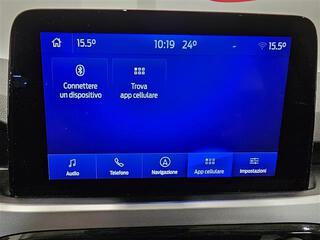 15.5° 10:19 24° 15.5°
Connettere
un dispositivo
Trova
app cellulare
Audio
Telefono
Navigazione
App cellulare
Impostazioni